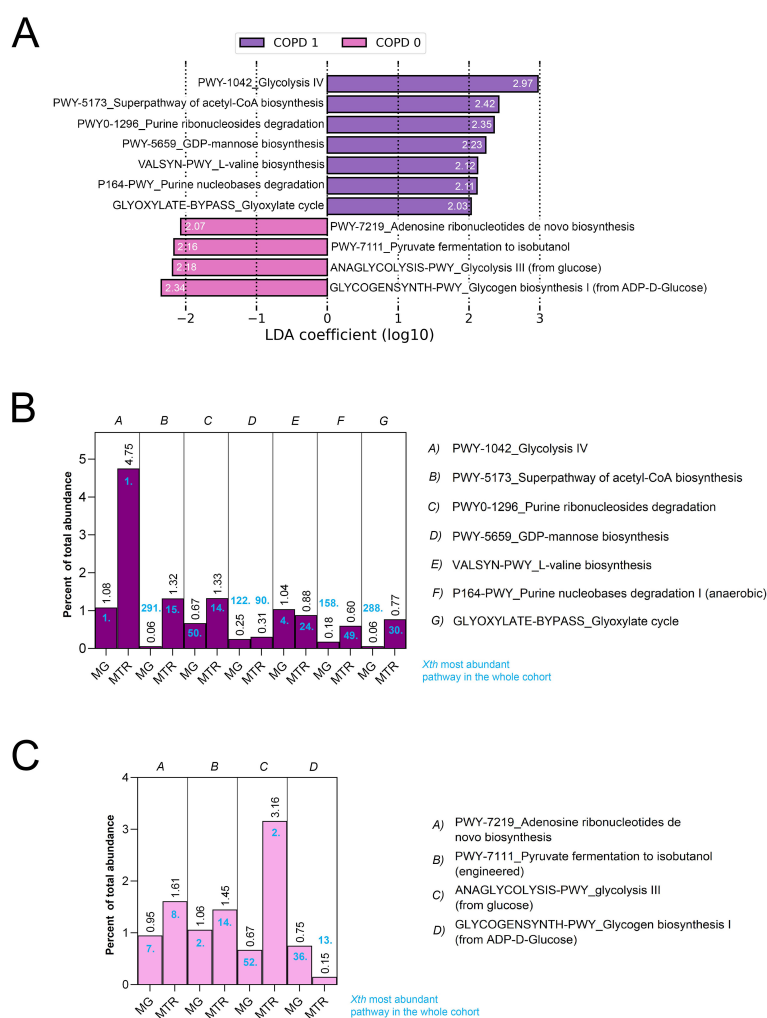 A
COPD 1
COPD 0
PWY-1042_Glycolysis IV
2.97
PWY-5173_Superpathway of acetyl-CoA biosynthesis
2.42
PWY0-1296_Purine ribonucleosides degradation
2.35
PWY-5659_GDP-mannose biosynthesis
2.23
VALSYN-PWY_L-valine biosynthesis
2.12
P164-PWY_Purine nucleobases degradation
2.11
GLYOXYLATE-BYPASS_Glyoxylate cycle
2.03
2.07
PWY-7219_Adenosine ribonucleotides de novo biosynthesis
2.16
PWY-7111_Pyruvate fermentation to isobutanol
2.18
ANAGLYCOLYSIS-PWY_Glycolysis III (from glucose)
2.34
GLYCOGENSYNTH-PWY_Glycogen biosynthesis I (from ADP-D-Glucose)
−2 −1 0 1 2 3
LDA coefficient (log10)
B
A B C D E F G
Percent of total abundance
5
4
3
2
1
0
1.08 4.75 0.06 1.32 0.67 1.33 0.25 0.31 1.04 0.88 0.18 0.60 0.06 0.77
1. 1. 291. 15. 50. 14. 122. 90. 4. 24. 158. 49. 288. 30.
MG MTR MG MTR MG MTR MG MTR MG MTR MG MTR MG MTR
A) PWY-1042_Glycolysis IV
B) PWY-5173_Superpathway of acetyl-CoA biosynthesis
C) PWY0-1296_Purine ribonucleosides degradation
D) PWY-5659_GDP-mannose biosynthesis
E) VALSYN-PWY_L-valine biosynthesis
F) P164-PWY_Purine nucleobases degradation I (anaerobic)
G) GLYOXYLATE-BYPASS_Glyoxylate cycle
Xth most abundant
pathway in the whole cohort
C
A B C D
Percent of total abundance
4
3
2
1
0
0.95 1.61 1.06 1.45 0.67 3.16 0.75 0.15
7. 8. 2. 14. 52. 2. 36. 13.
MG MTR MG MTR MG MTR MG MTR
A) PWY-7219_Adenosine ribonucleotides de
novo biosynthesis
B) PWY-7111_Pyruvate fermentation to isobutanol
(engineered)
C) ANAGLYCOLYSIS-PWY_glycolysis III
(from glucose)
D) GLYCOGENSYNTH-PWY_Glycogen biosynthesis I
(from ADP-D-Glucose)
Xth most abundant
pathway in the whole cohort